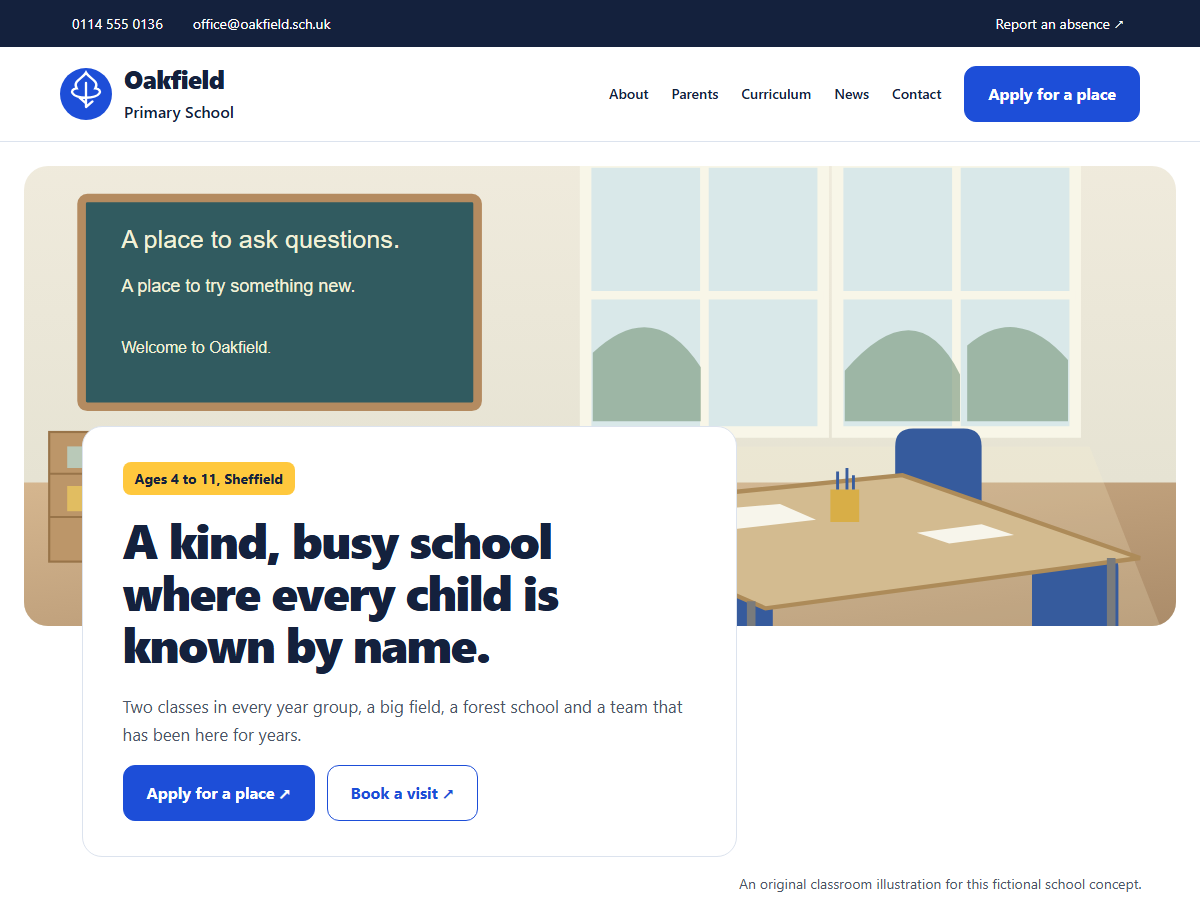 0114 555 0136
office@oakfield.sch.uk
Report an absence ↗
Oakfield
Primary School
About
Parents
Curriculum
News
Contact
Apply for a place
A place to ask questions.
A place to try something new.
Welcome to Oakfield.
Ages 4 to 11, Sheffield
A kind, busy school
where every child is
known by name.
Two classes in every year group, a big field, a forest school and a team that
has been here for years.
Apply for a place ↗
Book a visit ↗
An original classroom illustration for this fictional school concept.